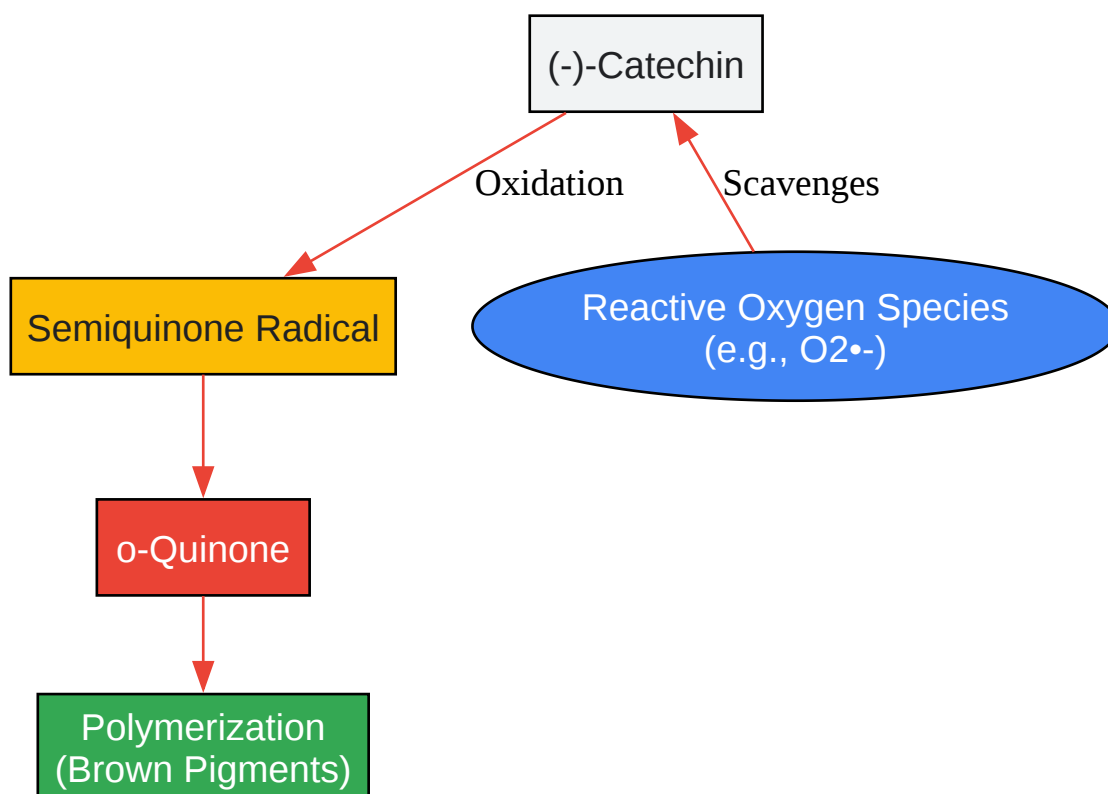 (-)-Catechin
Oxidation
Scavenges
Semiquinone Radical
Reactive Oxygen Species
(e.g., O2•-)
o-Quinone
Polymerization
(Brown Pigments)